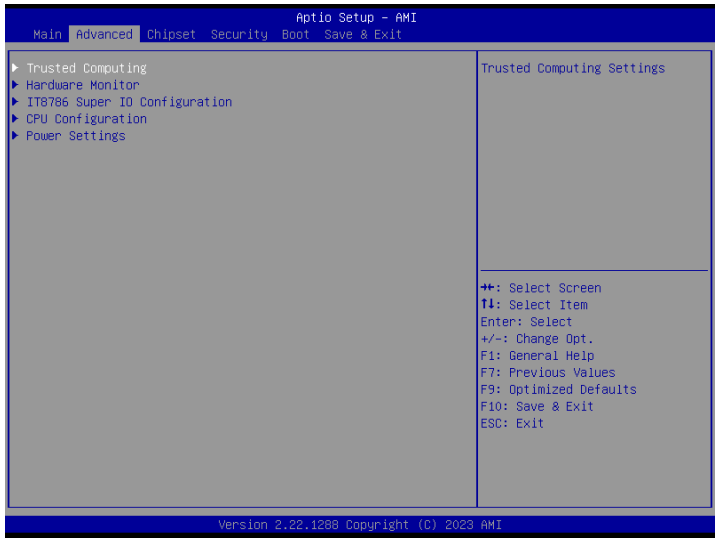 Aptio Setup – AMI
Main Advanced Chipset Security Boot Save & Exit
Trusted Computing
Hardware Monitor
IT8786 Super IO Configuration
CPU Configuration
Power Settings
Trusted Computing Settings
→←: Select Screen
↑↓: Select Item
Enter: Select
+/-: Change Opt.
F1: General Help
F7: Previous Values
F9: Optimized Defaults
F10: Save & Exit
ESC: Exit
Version 2.22.1288 Copyright (C) 2023 AMI